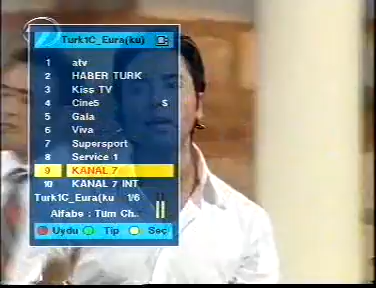 Turk1C_Eura(ku)
1 atv
2 HABER TURK
3 Kiss TV
4 Cine5 S
5 Gala
6 Viva
7 Supersport
8 Service 1
9 KANAL 7
10 KANAL 7 INT
Turk1C_Eura(ku 1/6
Alfabe : Tüm Ch..
Uydu Tip Seç